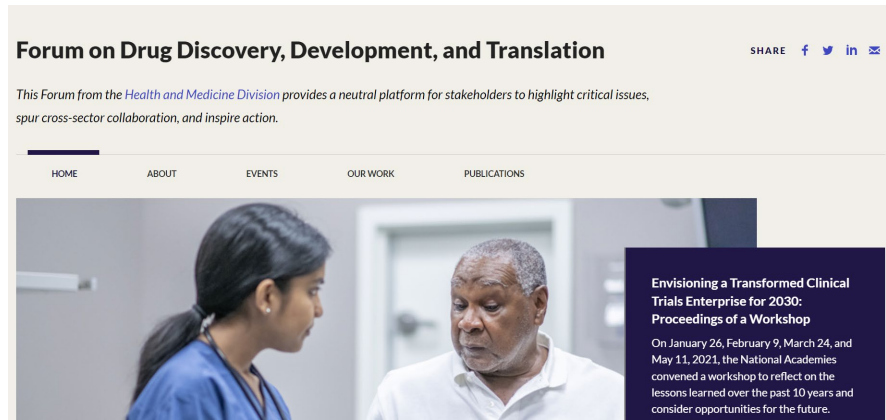 Forum on Drug Discovery, Development, and Translation
SHARE
This Forum from the Health and Medicine Division provides a neutral platform for stakeholders to highlight critical issues,
spur cross-sector collaboration, and inspire action.
HOME ABOUT EVENTS OUR WORK PUBLICATIONS
Envisioning a Transformed Clinical
Trials Enterprise for 2030:
Proceedings of a Workshop
On January 26, February 9, March 24, and
May 11, 2021, the National Academies
convened a workshop to reflect on the
lessons learned over the past 10 years and
consider opportunities for the future.